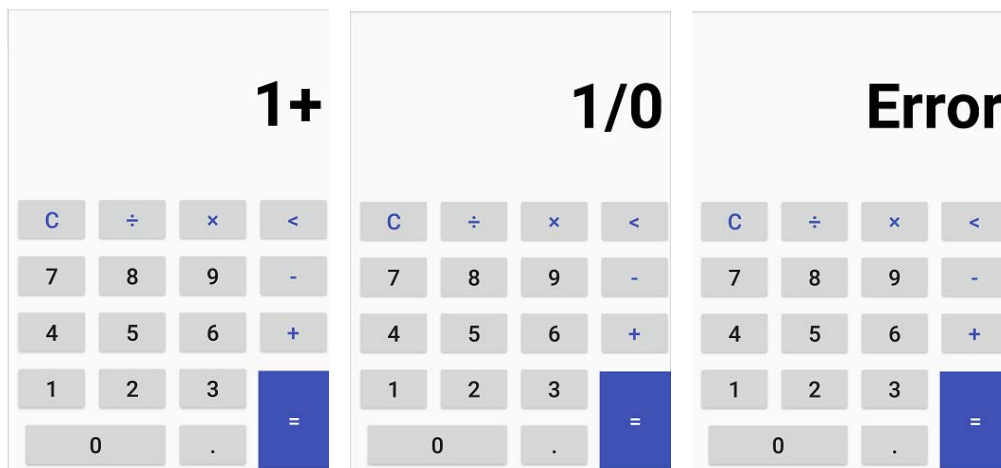 1+
C ÷ × <
7 8 9 -
4 5 6 +
1 2 3
0 . =
1/0
C ÷ × <
7 8 9 -
4 5 6 +
1 2 3
0 . =
Error
C ÷ × <
7 8 9 -
4 5 6 +
1 2 3
0 . =